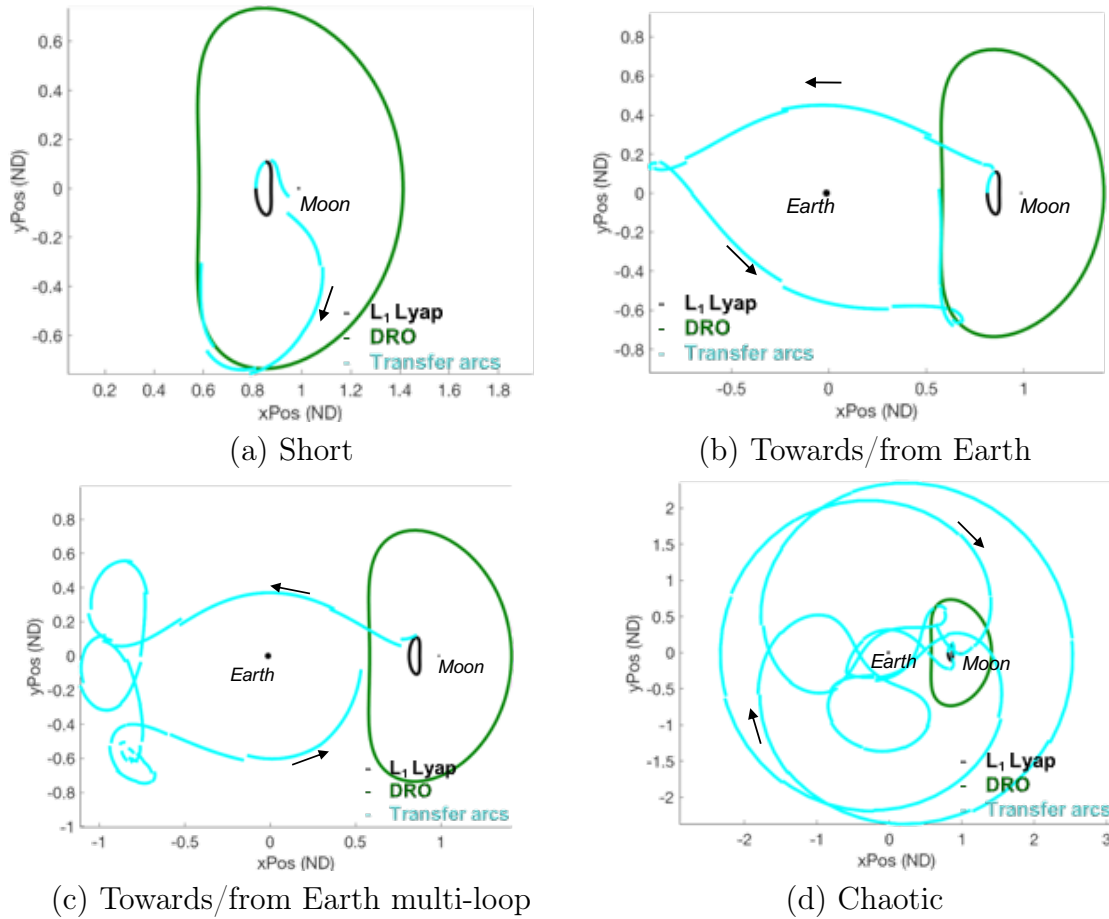 0.6
0.4
0.2
0
-0.2
-0.4
-0.6
yPos (ND)
Moon
L₁ Lyap
DRO
Transfer arcs
0.2 0.4 0.6 0.8 1 1.2 1.4 1.6 1.8
xPos (ND)
(a) Short
0.8
0.6
0.4
0.2
0
-0.2
-0.4
-0.6
-0.8
yPos (ND)
Earth
Moon
L₁ Lyap
DRO
Transfer arcs
-0.5 0 0.5 1
xPos (ND)
(b) Towards/from Earth
0.8
0.6
0.4
0.2
0
-0.2
-0.4
-0.6
-0.8
-1
yPos (ND)
Earth
Moon
L₁ Lyap
DRO
Transfer arcs
-1 -0.5 0 0.5 1
xPos (ND)
(c) Towards/from Earth multi-loop
2
1.5
1
0.5
0
-0.5
-1
-1.5
-2
yPos (ND)
Earth
Moon
L₁ Lyap
DRO
Transfer arcs
-2 -1 0 1 2 3
xPos (ND)
(d) Chaotic